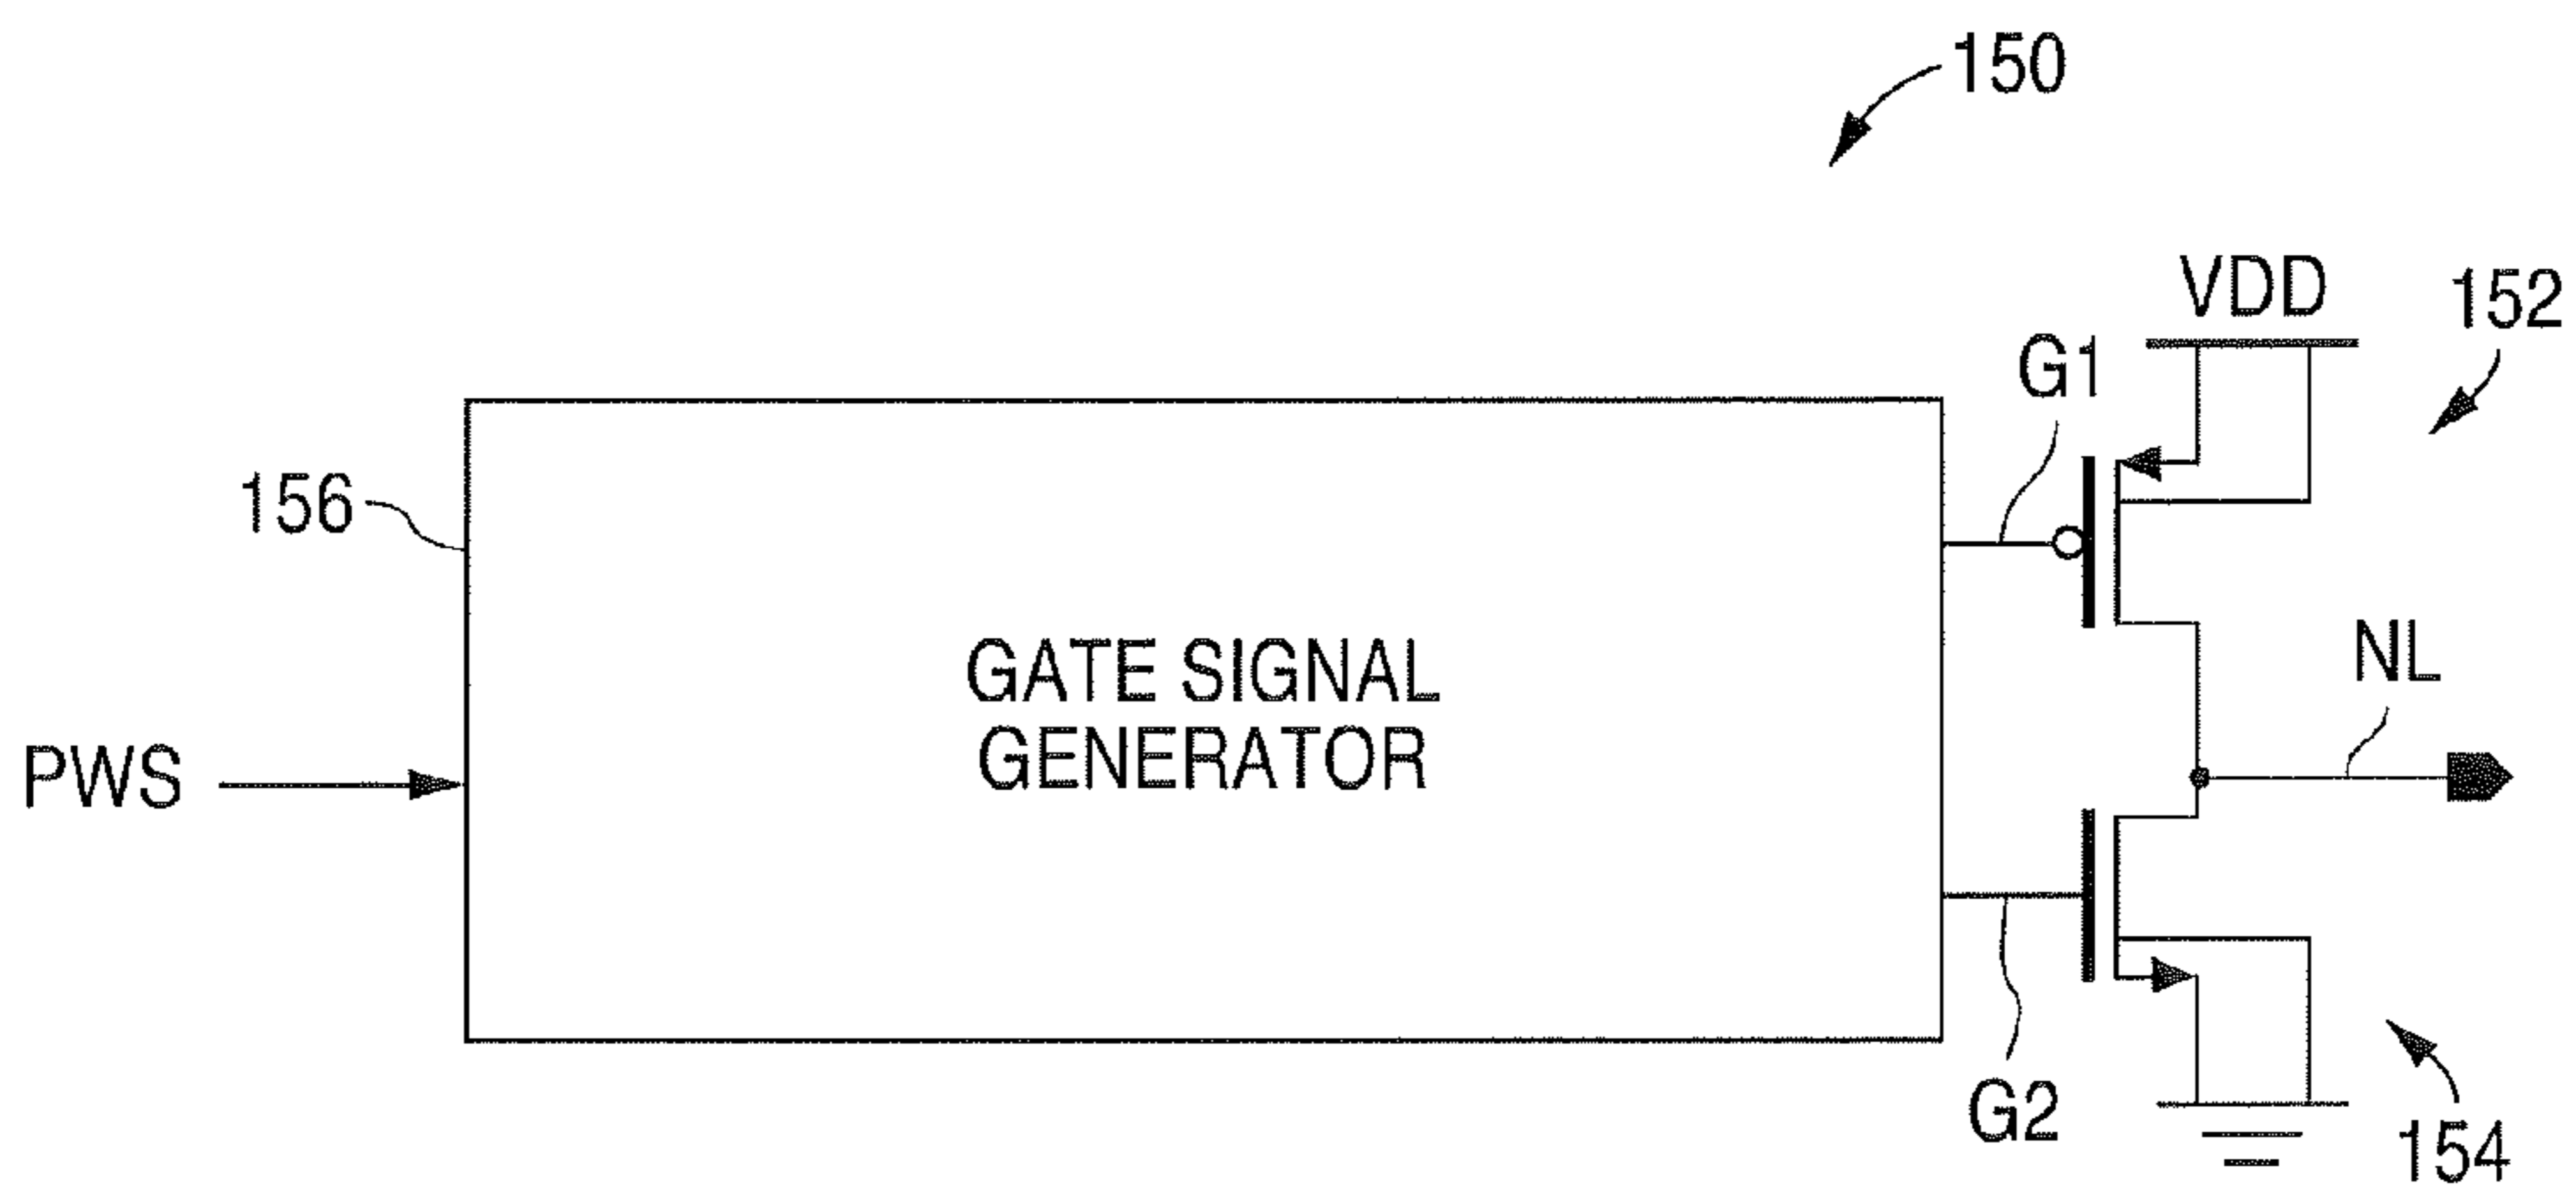 150
VDD
152
G1
156
GATE SIGNAL
GENERATOR
NL
PWS
G2
154